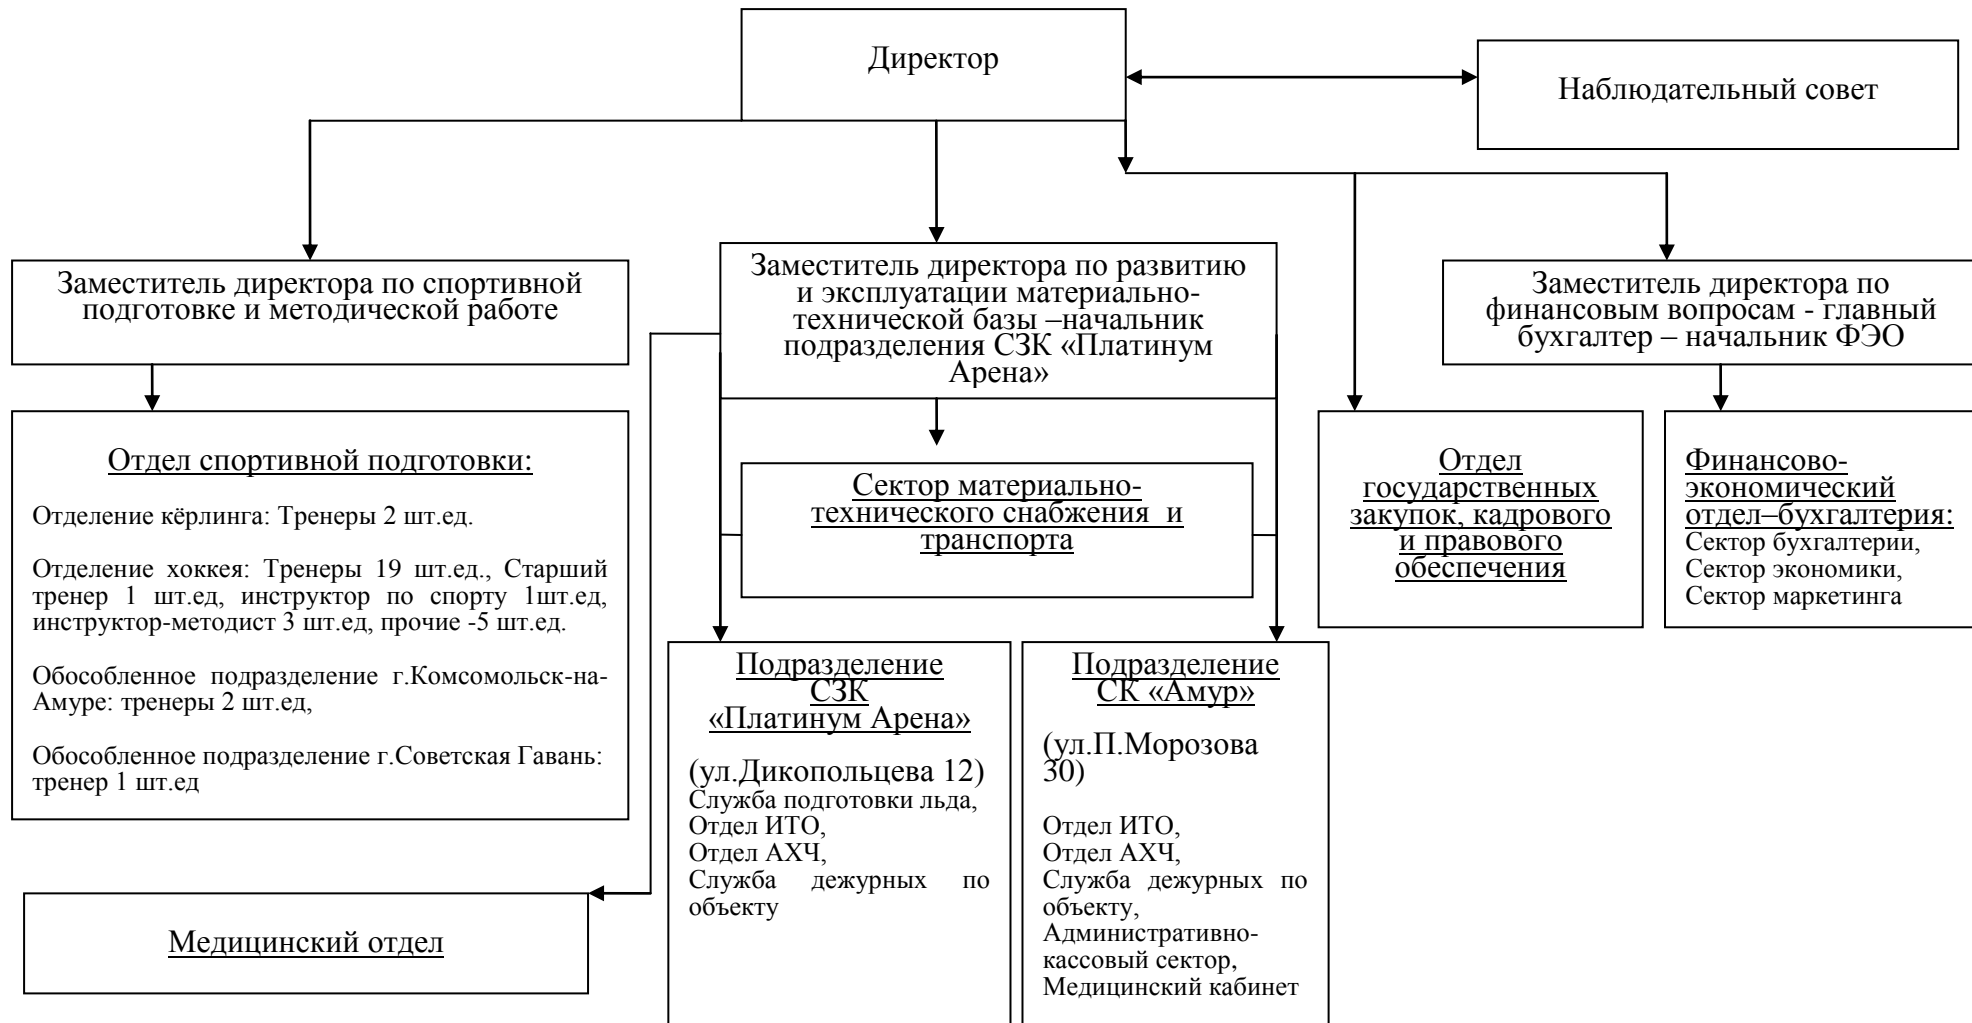 Директор
Наблюдательный совет
Заместитель директора по спортивной
подготовке и методической работе
Заместитель директора по развитию
и эксплуатации материально-
технической базы –начальник
подразделения СЗК «Платинум
Арена»
Заместитель директора по
финансовым вопросам - главный
бухгалтер – начальник ФЭО
Отдел спортивной подготовки:
Отделение кёрлинга: Тренеры 2 шт.ед.
Отделение хоккея: Тренеры 19 шт.ед., Старший
тренер 1 шт.ед, инструктор по спорту 1шт.ед,
инструктор-методист 3 шт.ед, прочие -5 шт.ед.
Обособленное подразделение г.Комсомольск-на-
Амуре: тренеры 2 шт.ед,
Обособленное подразделение г.Советская Гавань:
тренер 1 шт.ед
Сектор материально-
технического снабжения и
транспорта
Отдел
государственных
закупок, кадрового
и правового
обеспечения
Финансово-
экономический
отдел–бухгалтерия:
Сектор бухгалтерии,
Сектор экономики,
Сектор маркетинга
Подразделение
СЗК
«Платинум Арена»
(ул.Дикопольцева 12)
Служба подготовки льда,
Отдел ИТО,
Отдел АХЧ,
Служба дежурных по
объекту
Подразделение
СК «Амур»
(ул.П.Морозова
30)
Отдел ИТО,
Отдел АХЧ,
Служба дежурных по
объекту,
Административно-
кассовый сектор,
Медицинский кабинет
Медицинский отдел